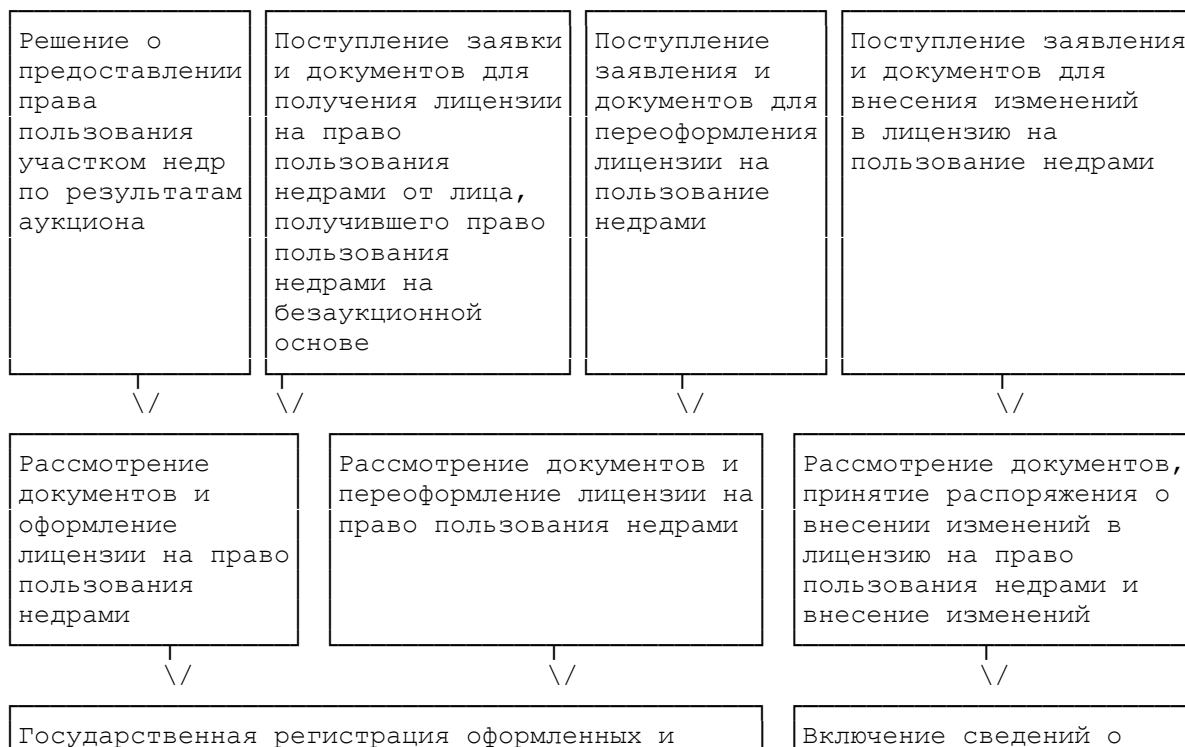 Решение о
предоставлении
права
пользования
участком недр
по результатам
аукциона
Поступление заявки
и документов для
получения лицензии
на право
пользования
недрами от лица,
получившего право
пользования
недрами на
безаукционной
основе
Поступление
заявления и
документов для
переоформления
лицензии на
пользование
недрами
Поступление заявления
и документов для
внесения изменений
в лицензию на
пользование недрами
\/ \/ \/ \/
Рассмотрение
документов и
оформление
лицензии на право
пользования
недрами
Рассмотрение документов и
переоформление лицензии на
право пользования недрами
Рассмотрение документов,
принятие распоряжения о
внесении изменений в
лицензию на право
пользования недрами и
внесение изменений
\/ \/ \/
Государственная регистрация оформленных и
Включение сведений о